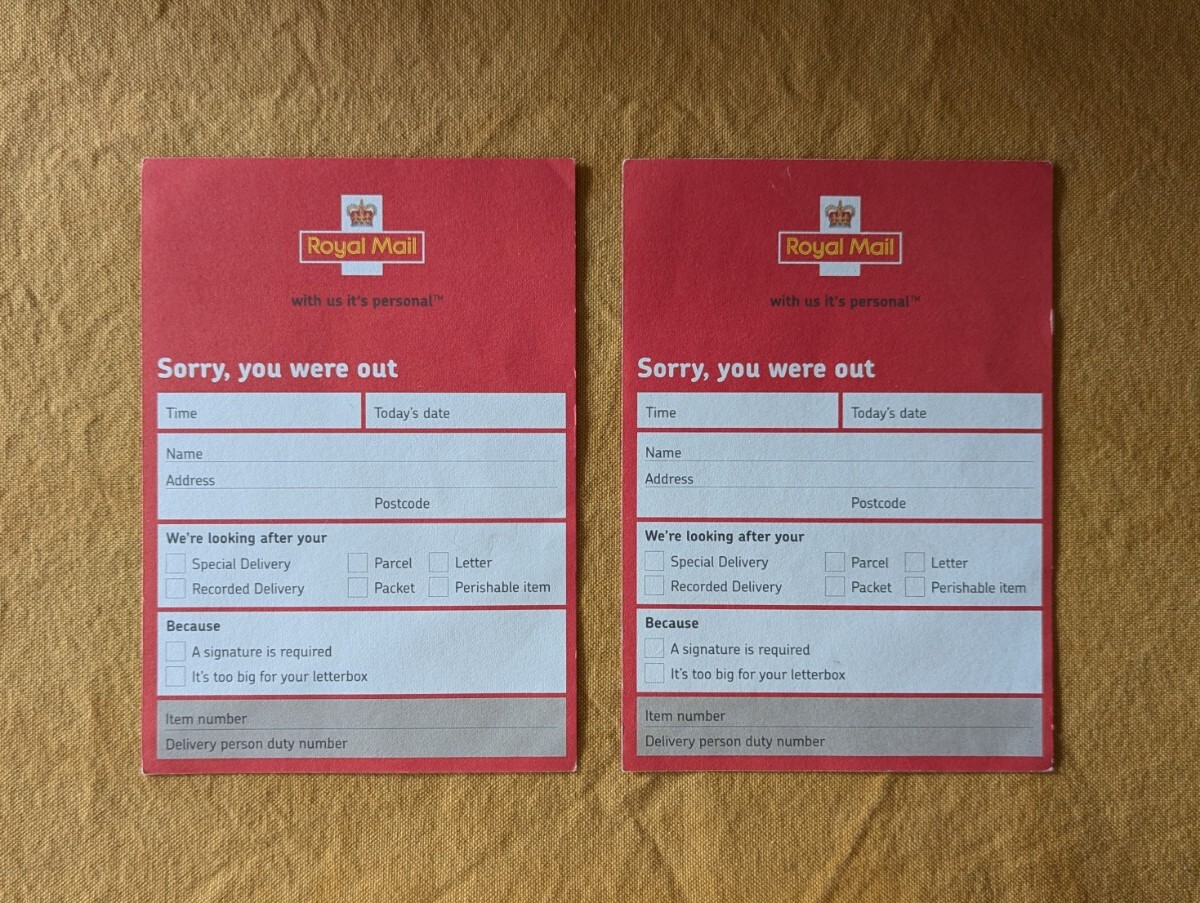 Royal Mail
with us it's personal™
Sorry, you were out
Time Today's date
Name
Address
Postcode
We're looking after your
Special Delivery Parcel Letter
Recorded Delivery Packet Perishable item
Because
A signature is required
It's too big for your letterbox
Item number
Delivery person duty number
Royal Mail
with us it's personal™
Sorry, you were out
Time Today's date
Name
Address
Postcode
We're looking after your
Special Delivery Parcel Letter
Recorded Delivery Packet Perishable item
Because
A signature is required
It's too big for your letterbox
Item number
Delivery person duty number